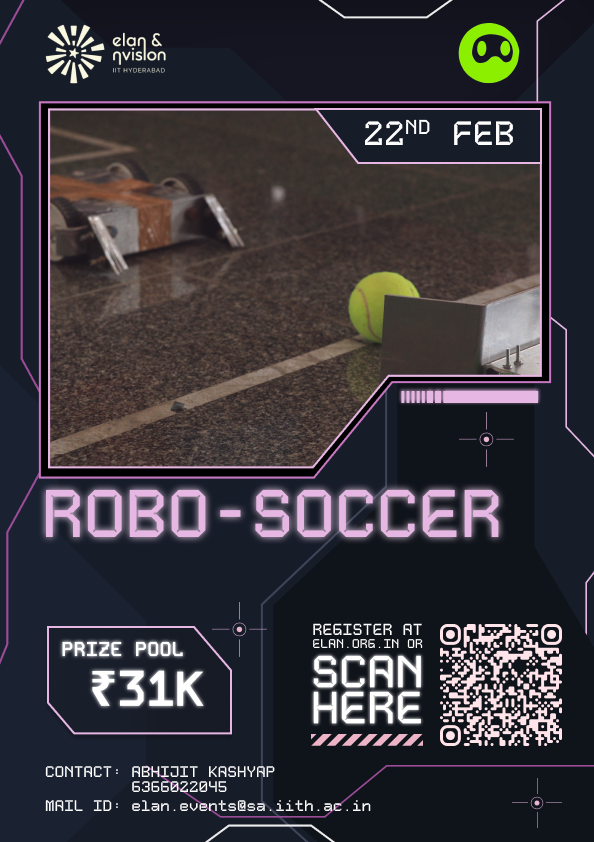 elan &
ηvision
IIT HYDERABAD
22ND FEB
ROBO-SOCCER
PRIZE POOL
₹31K
REGISTER AT
ELAN.ORG.IN OR
SCAN
HERE
CONTACT: ABHIJIT KASHYAP
6366022045
MAIL ID: elan.events@sa.iith.ac.in